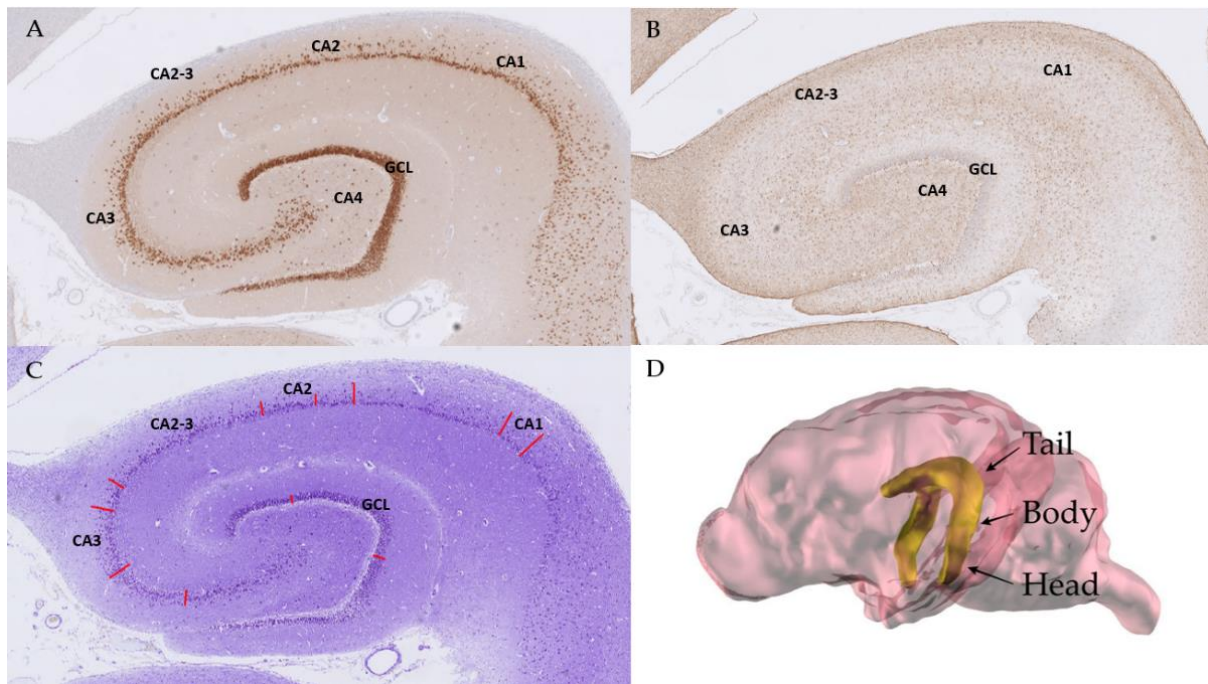 A
CA2
CA2-3
CA1
GCL
CA4
CA3
B
CA1
CA2-3
GCL
CA4
CA3
C
CA2
CA2-3
CA1
GCL
CA3
D
Tail
Body
Head